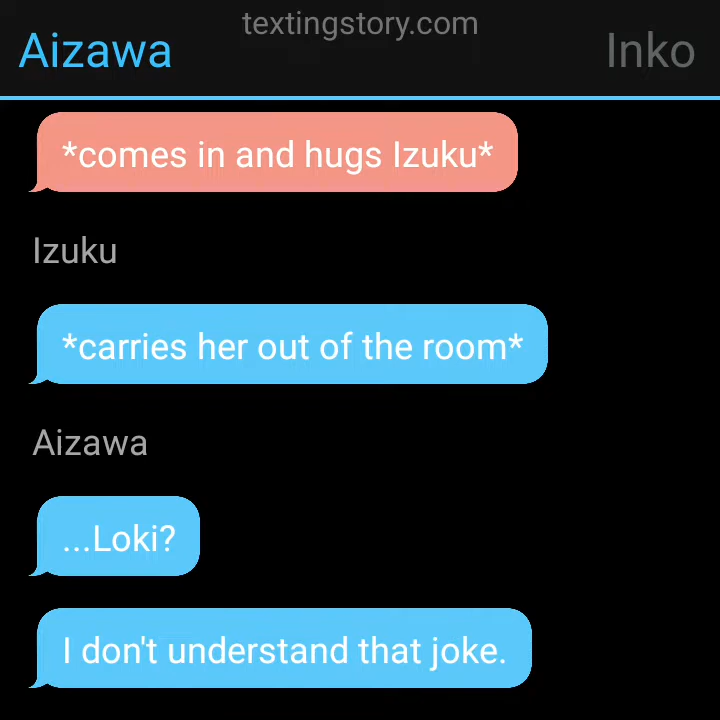 textingstory.com
Aizawa
Inko
*comes in and hugs Izuku*
Izuku
*carries her out of the room*
Aizawa
...Loki?
I don't understand that joke.